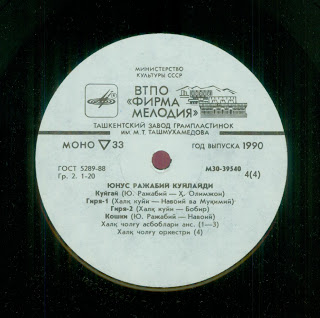 МИНИСТЕРСТВО
КУЛЬТУРЫ СССР
ВТПО
«ФИРМА
МЕЛОДИЯ»
ТАШКЕНТСКИЙ ЗАВОД ГРАМПЛАСТИНОК
ИМ. М. Т. ТАШМУХАМЕДОВА
МОНО ▽ 33
ГОД ВЫПУСКА 1990
ГОСТ 5289-88
Гр. 2. 1-20
М30-39540
4(4)
ЮНУС РАЖАБИЙ КУЙЛАЙДИ
Куйган (Ю. Ражабий — Ҳ. Олимжон)
Гиря-1 (Халқ куйи — Навоий ва Муқимий)
Гиря-2 (Халқ куйи — Бобир)
Кошки (Ю. Ражабий — Навоий)
Халқ чолғу асбоблари анс. (1—3)
Халқ чолғу оркестри (4)